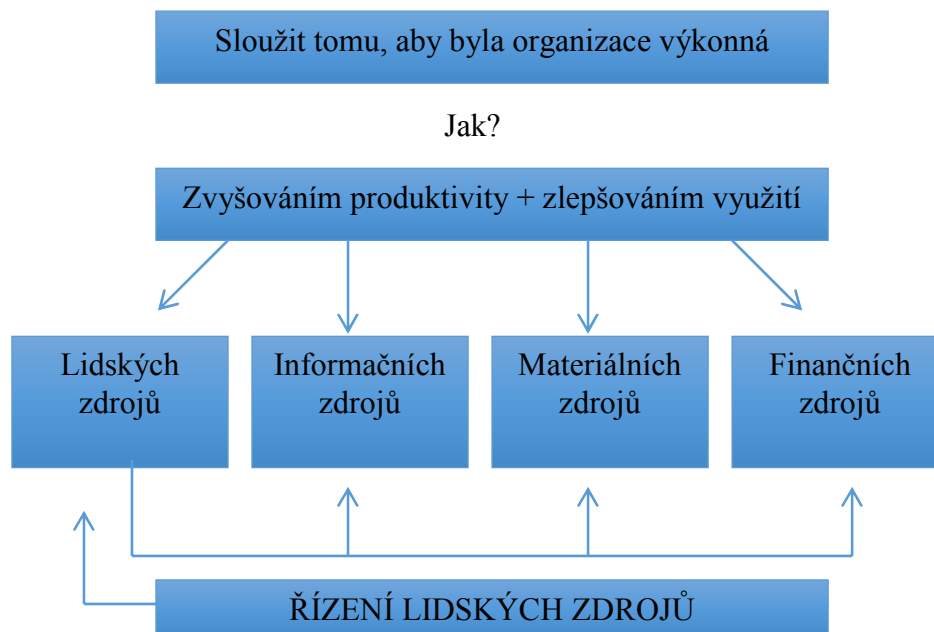 Sloužit tomu, aby byla organizace výkonná
Jak?
Zvyšováním produktivity + zlepšováním využití
Lidských
zdrojů
Informačních
zdrojů
Materiálních
zdrojů
Finančních
zdrojů
ŘÍZENÍ LIDSKÝCH ZDROJŮ